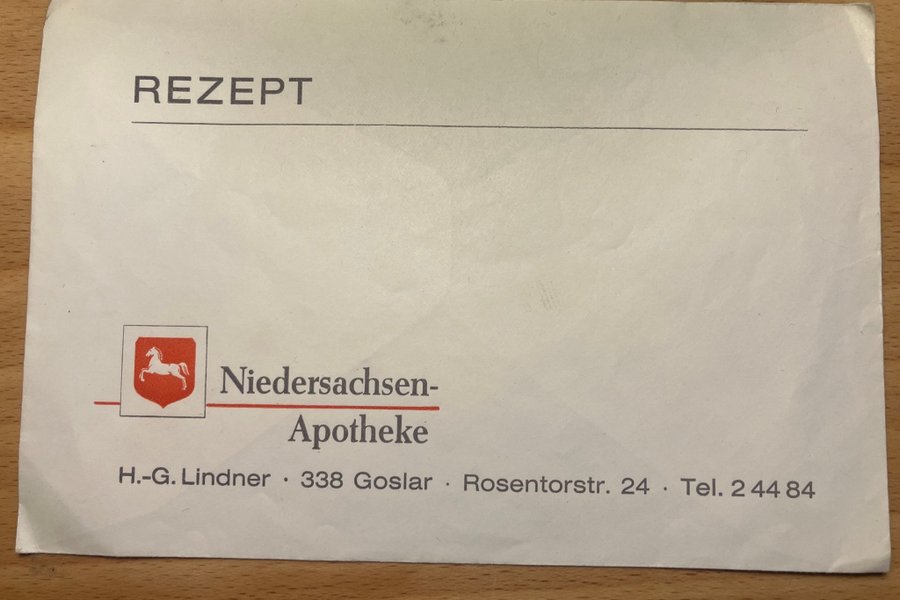 REZEPT
Niedersachsen-
Apotheke
H.-G. Lindner · 338 Goslar · Rosentorstr. 24 · Tel. 2 44 84